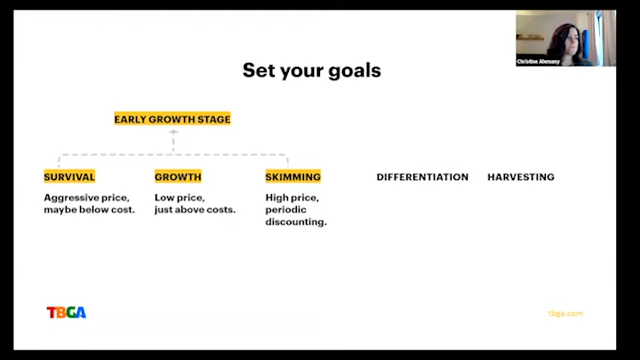 Christine Alemany
Set your goals
EARLY GROWTH STAGE
SURVIVAL
Aggressive price,
maybe below cost.
GROWTH
Low price,
just above costs.
SKIMMING
High price,
periodic
discounting.
DIFFERENTIATION
HARVESTING
TBGA
tbga.com